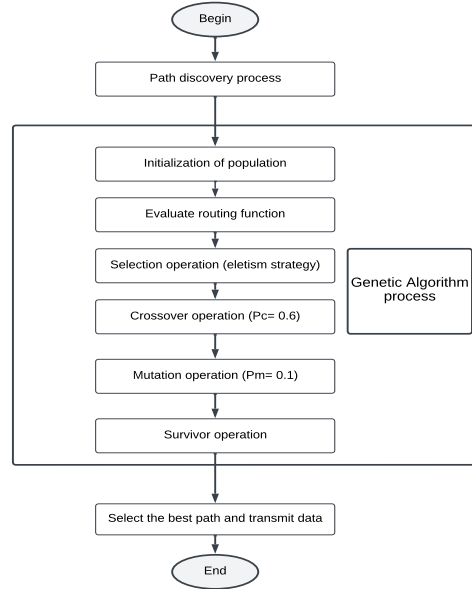 Begin
Path discovery process
Initialization of population
Evaluate routing function
Selection operation (eletism strategy)
Genetic Algorithm
process
Crossover operation (Pc= 0.6)
Mutation operation (Pm= 0.1)
Survivor operation
Select the best path and transmit data
End